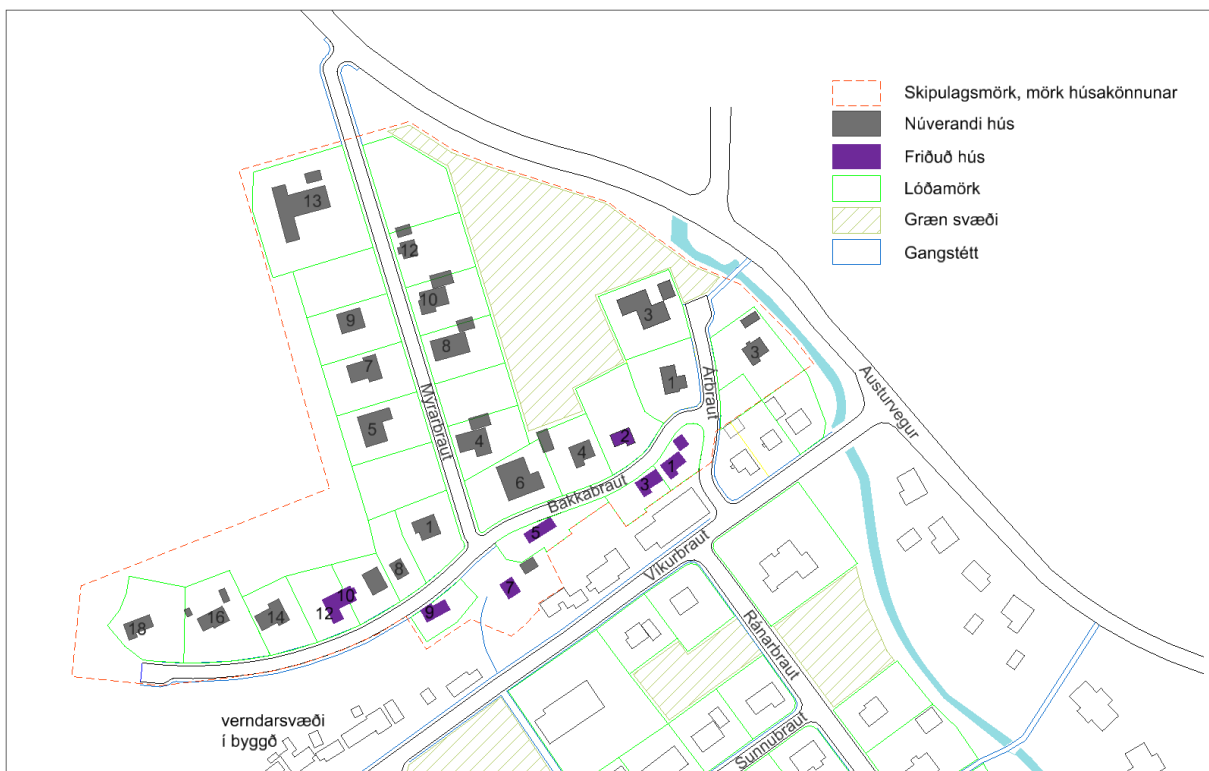 Skipulagsmörk, mörk húsakönnunar
Núverandi hús
Friðuð hús
Lóðamörk
Græn svæði
Gangstétt
13
12
10
9
8
7
5
4
6
4
2
3
1
3
1
3
5
7
9
1
8
10
12
14
16
18
Myrarbraut
Árbraut
Austurvegur
Bakkabraut
Víkurbraut
Ránarbraut
Sunnubraut
verndarsvæði
í byggð